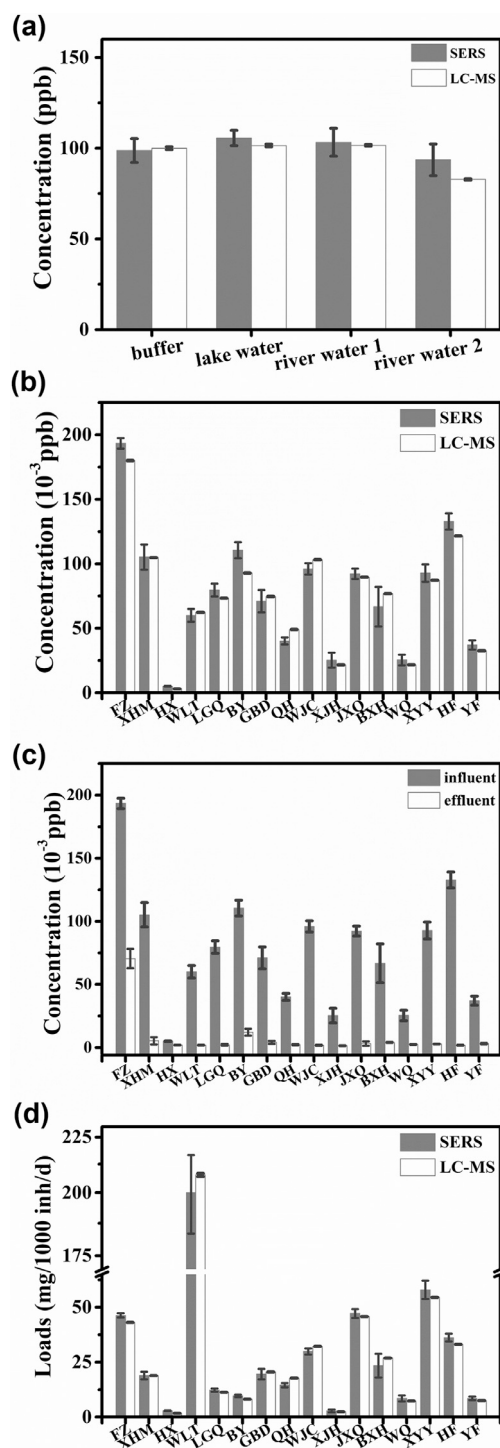 (a)
Concentration (ppb)
150
100
50
0
SERS
LC-MS
buffer
lake water
river water 1
river water 2
(b)
Concentration (10⁻³ppb)
200
150
100
50
0
SERS
LC-MS
FZ
XHM
HX
WLT
LGQ
BY
GBD
QH
WJC
XJH
JXQ
BXH
WQ
XYY
HF
YF
(c)
Concentration (10⁻³ppb)
200
150
100
50
0
influent
effluent
FZ
XHM
HX
WLT
LGQ
BY
GBD
QH
WJC
XJH
JXQ
BXH
WQ
XYY
HF
YF
(d)
Loads (mg/1000 inh/d)
225
200
175
50
25
0
SERS
LC-MS
FZ
XHM
HX
WLT
LGQ
BY
GBD
QH
WJC
XJH
JXQ
BXH
WQ
XYY
HF
YF